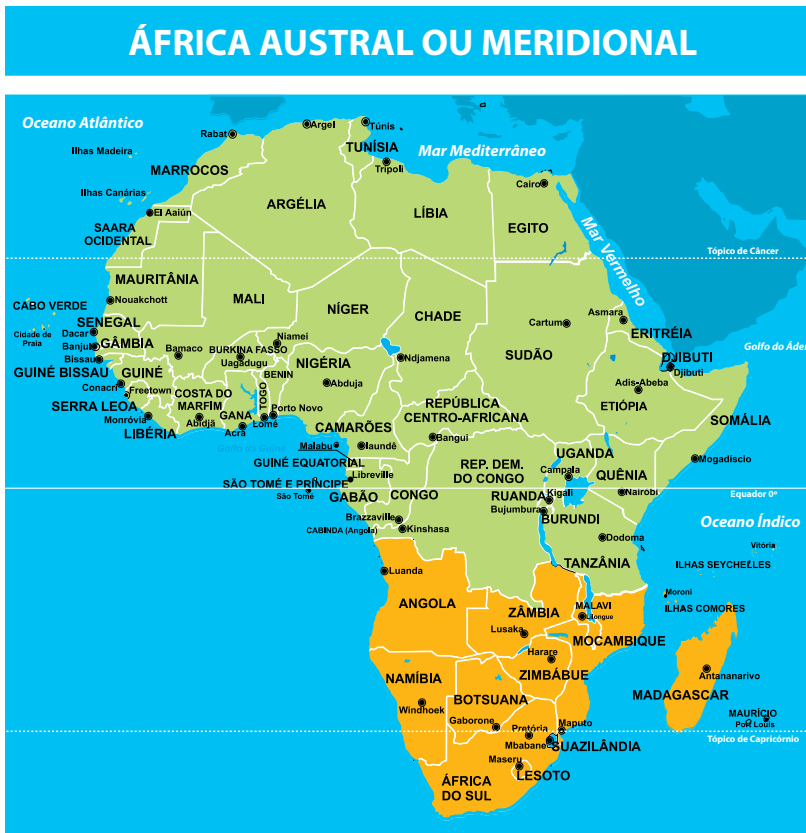 ÁFRICA AUSTRAL OU MERIDIONAL
Oceano Atlântico
Argel
Túnis
Rabat
TUNÍSIA
Mar Mediterrâneo
Ilhas Madeira
MARROCOS
Trípoli
Cairo
Ilhas Canárias
ARGÉLIA
LÍBIA
EGITO
El Aaiún
SAARA
OCIDENTAL
Mar Vermelho
Tópico de Câncer
MAURITÂNIA
Nouakchott
MALI
NÍGER
CHADE
CABO VERDE
Cidade de
Praia
SENEGAL
Dacar
Banjul
GÂMBIA
Bissau
GUINÉ BISSAU
Bamaco
BURKINA FASSO
Uagadugu
Niamei
NIGÉRIA
Abduja
BENIN
TOGO
Ndjamena
Cartum
SUDÃO
Asmara
ERITRÉIA
DJIBUTI
Djibuti
Golfo do Áden
GUINÉ
Conacri
Freetown
SERRA LEOA
Monróvia
LIBÉRIA
COSTA DO
MARFIM
Abidjã
GANA
Acra
Lomé
Porto Novo
CAMARÕES
Iaundê
REPÚBLICA
CENTRO-AFRICANA
Bangui
Adis-Abeba
ETIÓPIA
SOMÁLIA
Mogadíscio
Golfo da Guiné
Malabu
GUINÉ EQUATORIAL
Libreville
SÃO TOMÉ E PRÍNCIPE
São Tomé
GABÃO
CONGO
REP. DEM.
DO CONGO
UGANDA
Campala
QUÊNIA
Nairobi
RUANDA
Kigali
Bujumbura
BURUNDI
Equador 0º
Brazzaville
CABINDA (Angola)
Kinshasa
Dodoma
TANZÂNIA
Oceano Índico
Vitória
ILHAS SEYCHELLES
Luanda
ANGOLA
ZÂMBIA
Lusaka
MALAVI
Lilongue
Moroni
ILHAS COMORES
MOCAMBIQUE
Harare
ZIMBÁBUE
NAMÍBIA
Windhoek
BOTSUANA
Gaborone
Antananarivo
MADAGASCAR
MAURÍCIO
Port Louis
Pretória
Maputo
Mbabane
SUAZILÂNDIA
Tópico de Capricórnio
Maseru
LESOTO
ÁFRICA
DO SUL